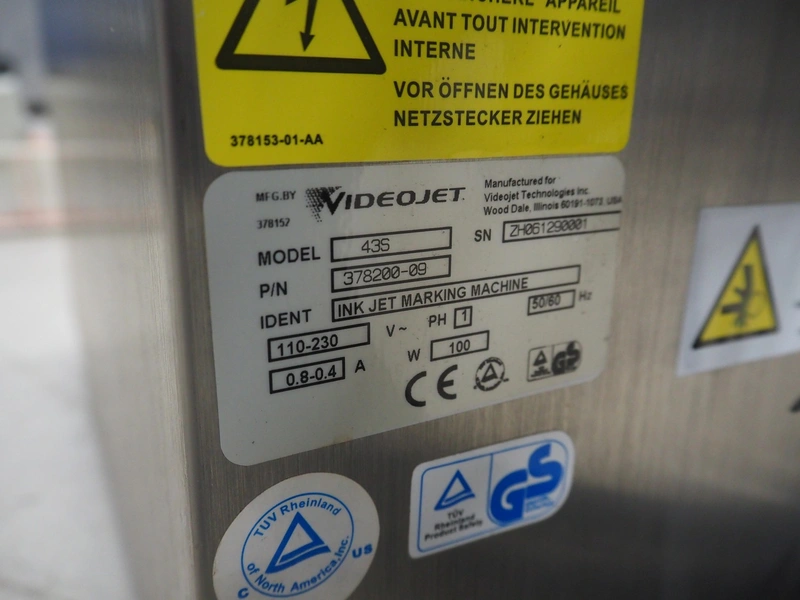 APPAREIL
AVANT TOUT INTERVENTION
INTERNE
VOR ÖFFNEN DES GEHÄUSES
NETZSTECKER ZIEHEN
378153-01-AA
MFG.BY VIDEOJET
378152
Manufactured for
Videojet Technologies Inc.
Wood Dale, Illinois 60191-1073, USA
MODEL 43S
SN ZH061290001
P/N 378200-09
IDENT INK JET MARKING MACHINE
110-230 V~ PH 1 50/60 Hz
0.8-0.4 A W 100
CE
GS
TÜV Rheinland
of North America, Inc.
C US
TÜV
Rheinland
Product Safety
GS